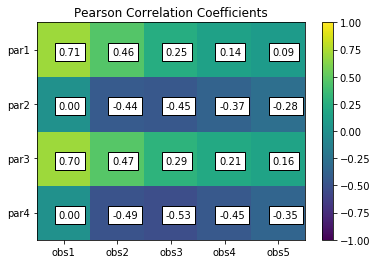 Pearson Correlation Coefficients
par1 0.71 0.46 0.25 0.14 0.09
par2 0.00 -0.44 -0.45 -0.37 -0.28
par3 0.70 0.47 0.29 0.21 0.16
par4 0.00 -0.49 -0.53 -0.45 -0.35
obs1 obs2 obs3 obs4 obs5
1.00
0.75
0.50
0.25
0.00
−0.25
−0.50
−0.75
−1.00